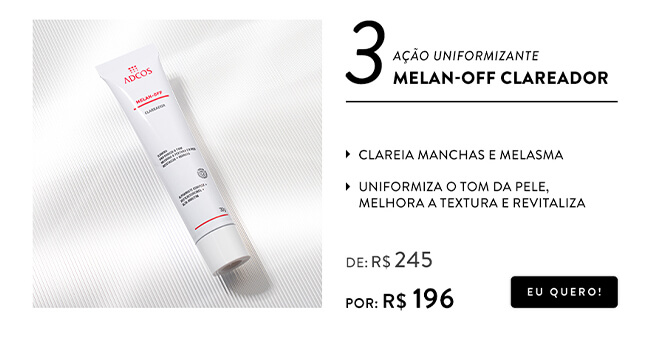 3
AÇÃO UNIFORMIZANTE
MELAN-OFF CLAREADOR
CLAREIA MANCHAS E MELASMA
UNIFORMIZA O TOM DA PELE,
MELHORA A TEXTURA E REVITALIZA
DE: R$ 245
POR: R$ 196
EU QUERO!
ADCOS
MELAN-OFF
CLAREADOR